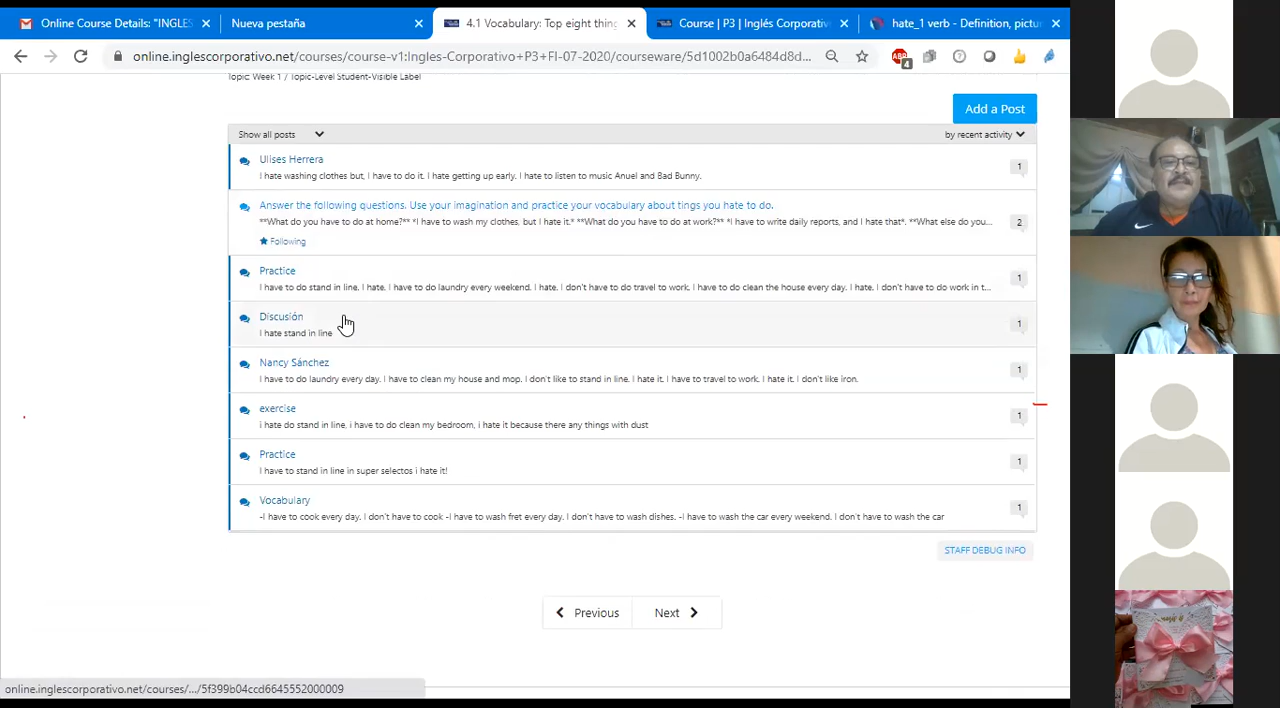 Online Course Details: "INGLES
Nueva pestaña
4.1 Vocabulary: Top eight thing
Course | P3 | Inglés Corporativ
hate_1 verb - Definition, pictu
online.inglescorporativo.net/courses/course-v1:Ingles-Corporativo+P3+FI-07-2020/courseware/5d1002b0a6484d8d...
ABP
4
Topic: Week 1 / Topic-Level Student-Visible Label
Add a Post
Show all posts
by recent activity
Ulises Herrera
I hate washing clothes but, I have to do it. I hate getting up early. I hate to listen to music Anuel and Bad Bunny.
1
Answer the following questions. Use your imagination and practice your vocabulary about tings you hate to do.
**What do you have to do at home?** *I have to wash my clothes, but I hate it.* **What do you have to do at work?** *I have to write daily reports, and I hate that*. **What else do you...
2
Following
Practice
I have to do stand in line, I hate. I have to do laundry every weekend. I hate. I don't have to do travel to work. I have to do clean the house every day. I hate. I don't have to do work in t...
1
Discusión
I hate stand in line
1
Nancy Sánchez
I have to do laundry every day. I have to clean my house and mop. I don't like to stand in line. I hate it. I have to travel to work. I hate it. I don't like iron.
1
exercise
i hate do stand in line, i have to do clean my bedroom, i hate it because there any things with dust
1
Practice
I have to stand in line in super selectos i hate it!
1
Vocabulary
-I have to cook every day. I don't have to cook -I have to wash fret every day. I don't have to wash dishes. -I have to wash the car every weekend. I don't have to wash the car
1
STAFF DEBUG INFO
Previous
Next
online.inglescorporativo.net/courses/.../5f399b04ccd6645552000009